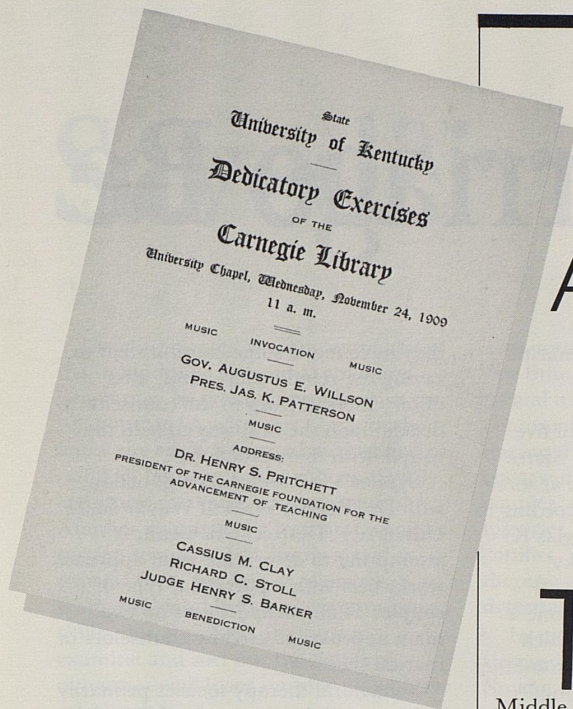 State
University of Kentucky
Dedicatory Exercises
OF THE
Carnegie Library
University Chapel, Wednesday, November 24, 1909
11 a. m.
MUSIC INVOCATION MUSIC
GOV. AUGUSTUS E. WILLSON
PRES. JAS. K. PATTERSON
MUSIC
ADDRESS:
DR. HENRY S. PRITCHETT
PRESIDENT OF THE CARNEGIE FOUNDATION FOR THE
ADVANCEMENT OF TEACHING
MUSIC
CASSIUS M. CLAY
RICHARD C. STOLL
JUDGE HENRY S. BARKER
MUSIC BENEDICTION MUSIC
A
T
Middle